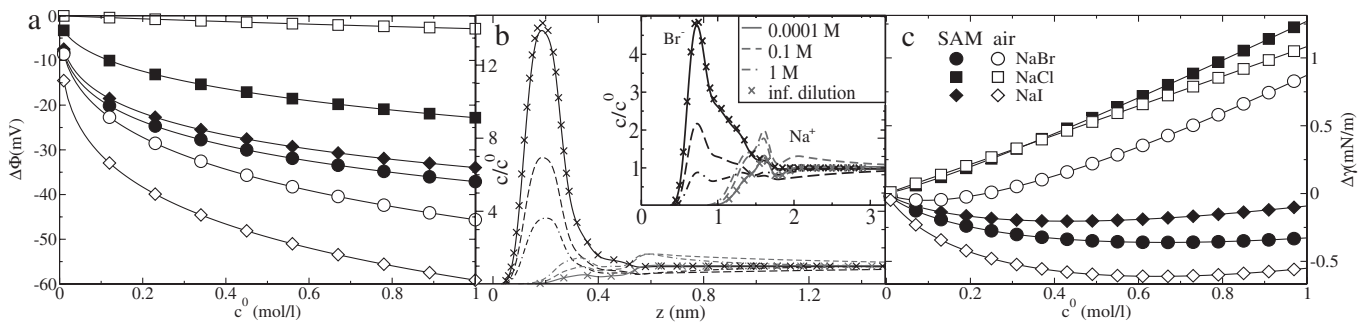 a
0
-10
-20
-30
-40
-50
-60
ΔΦ(mV)
0
0.2
0.4
0.6
0.8
1
c⁰ (mol/l)
b
14
12
8
6
4
c/c⁰
0
0.4
0.8
1.2
z (nm)
Br⁻
4
3
2
1
c/c⁰
0
1
2
3
Na⁺
0.0001 M
0.1 M
1 M
inf. dilution
c
SAM air
NaBr
NaCl
NaI
1
0.5
0
-0.5
Δγ(mN/m)
0
0.2
0.4
0.6
0.8
1
c⁰ (mol/l)